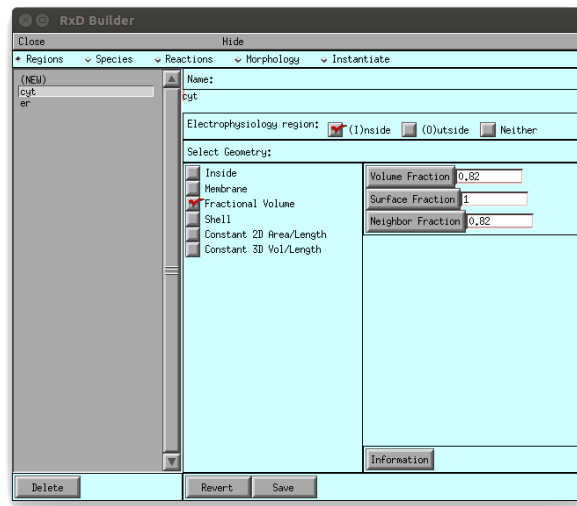 RxD Builder
Close Hide
Regions Species Reactions Morphology Instantiate
(NEW)
cyt
er
Name:
cyt
Electrophysiology region: (I)nside (O)utside Neither
Select Geometry:
Inside
Membrane
Fractional Volume
Shell
Constant 2D Area/Length
Constant 3D Vol/Length
Volume Fraction 0.82
Surface Fraction 1
Neighbor Fraction 0.82
Information
Delete Revert Save